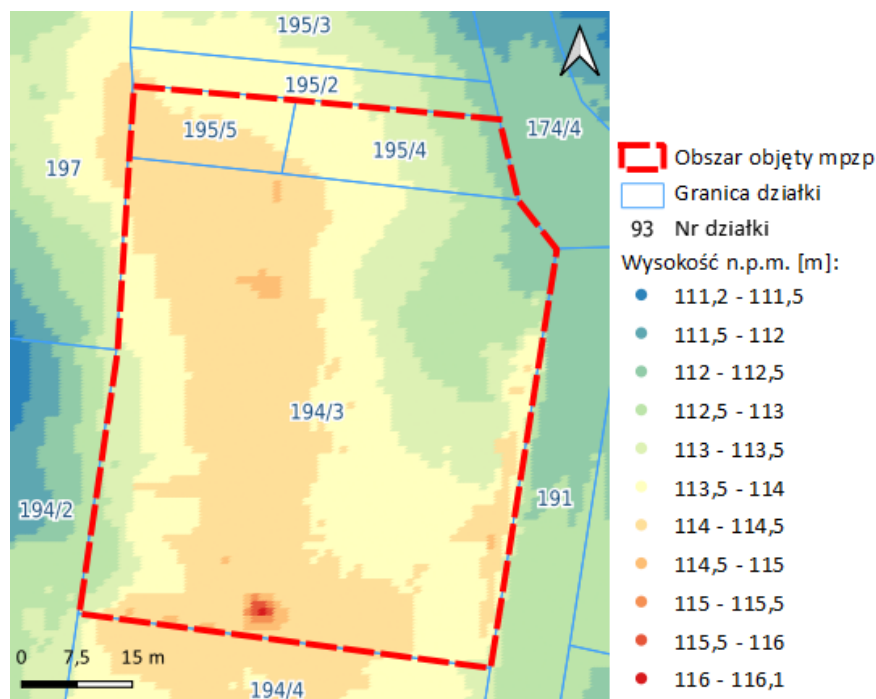 195/3
195/2
195/5
195/4
174/4
197
194/3
194/2
191
194/4
0 7,5 15 m
Obszar objęty mpzp
Granica działki
93 Nr działki
Wysokość n.p.m. [m]:
111,2 - 111,5
111,5 - 112
112 - 112,5
112,5 - 113
113 - 113,5
113,5 - 114
114 - 114,5
114,5 - 115
115 - 115,5
115,5 - 116
116 - 116,1